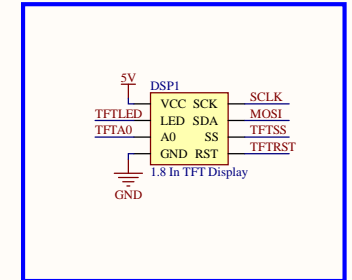 5V
DSP1
VCC SCK SCLK
TFTLED LED SDA MOSI
TFTA0 A0 SS TFTSS
GND RST TFTRST
1.8 In TFT Display
GND